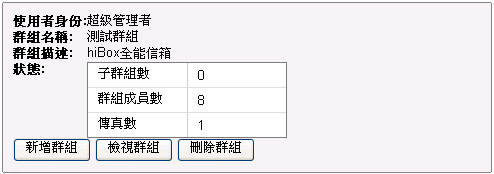 使用者身份:超級管理者
群組名稱: 測試群組
群組描述: hiBox全能信箱
狀態:
子群組數 0
群組成員數 8
傳真數 1
新增群組 檢視群組 刪除群組